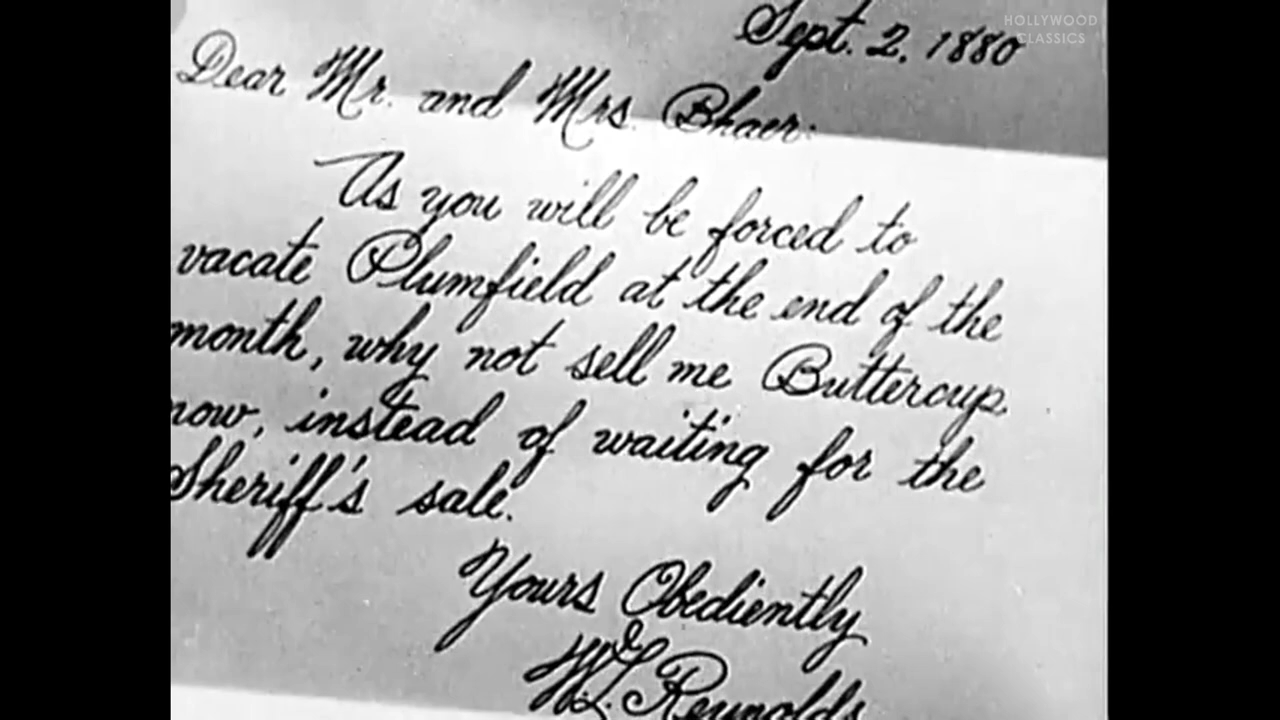 HOLLYWOOD
CLASSICS
Sept. 2, 1880
Dear Mr. and Mrs. Bhaer:
As you will be forced to
vacate Plumfield at the end of the
month, why not sell me Buttercup
now, instead of waiting for the
Sheriff's sale.
Yours Obediently
W. L. Reynolds